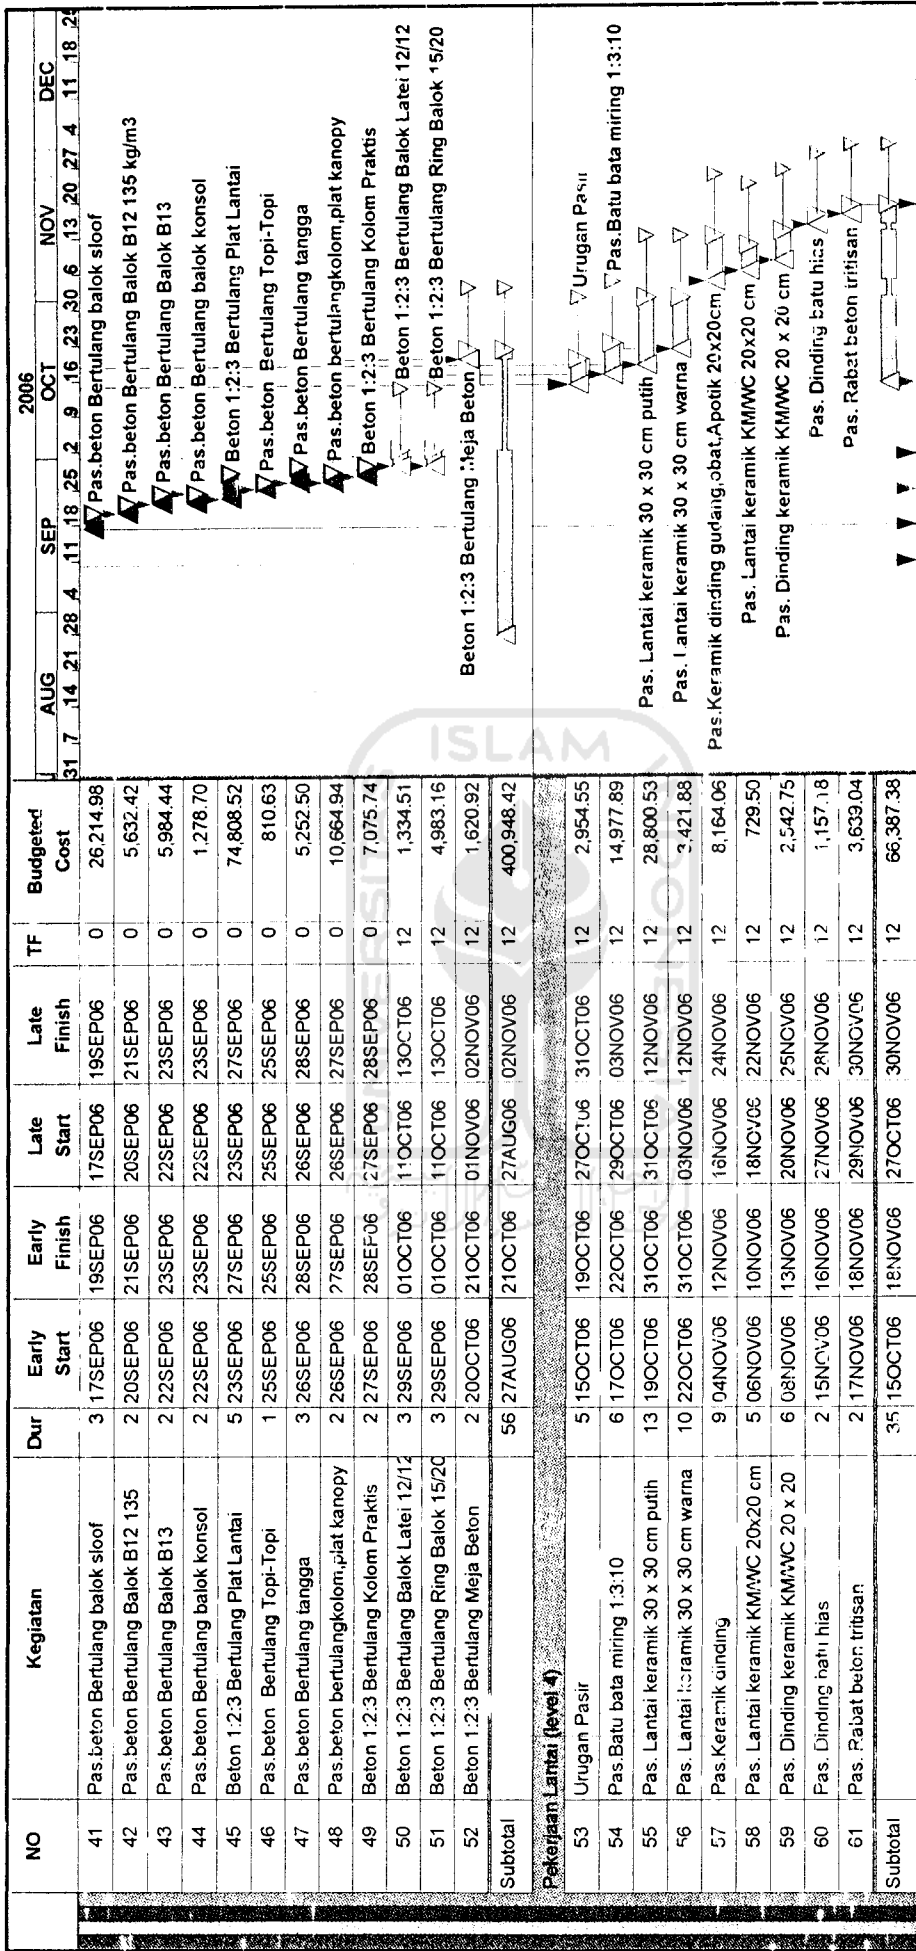 NO Kegiatan Dur Early Start Early Finish Late Start Late Finish TF Budgeted Cost
2006
AUG SEP OCT NOV DEC
31 7 14 21 28 4 11 18 25 2 9 16 23 30 6 13 20 27 4 11 18 25
41 Pas.beton Bertulang balok sloof 3 17SEP06 19SEP06 17SEP06 19SEP06 0 26,214.98 Pas.beton Bertulang balok sloof
42 Pas.beton Bertulang Balok B12 135 2 20SEP06 21SEP06 20SEP06 21SEP06 0 5,632.42 Pas.beton Bertulang Balok B12 135 kg/m3
43 Pas.beton Bertulang Balok B13 2 22SEP06 23SEP06 22SEP06 23SEP06 0 5,984.44 Pas.beton Bertulang Balok B13
44 Pas.beton Bertulang balok konsol 2 22SEP06 23SEP06 22SEP06 23SEP06 0 1,278.70 Pas.beton Bertulang balok konsol
45 Beton 1:2:3 Bertulang Plat Lantai 5 23SEP06 27SEP06 23SEP06 27SEP06 0 74,808.52 Beton 1:2:3 Bertulang Plat Lantai
46 Pas.beton Bertulang Topi-Topi 1 25SEP06 25SEP06 25SEP06 25SEP06 0 810.63 Pas.beton Bertulang Topi-Topi
47 Pas.beton Bertulang tangga 3 26SEP06 28SEP06 26SEP06 28SEP06 0 5,252.50 Pas.beton Bertulang tangga
48 Pas.beton bertulangkolom,plat kanopy 2 26SEP06 27SEP06 26SEP06 27SEP06 0 10,664.94 Pas.beton bertulangkolom,plat kanopy
49 Beton 1:2:3 Bertulang Kolom Praktis 2 27SEP06 28SEP06 27SEP06 28SEP06 0 7,075.74 Beton 1:2:3 Bertulang Kolom Praktis
50 Beton 1:2:3 Bertulang Balok Latei 12/12 3 29SEP06 01OCT06 11OCT06 13OCT06 12 1,334.51 Beton 1:2:3 Bertulang Balok Latei 12/12
51 Beton 1:2:3 Bertulang Ring Balok 15/20 3 29SEP06 01OCT06 11OCT06 13OCT06 12 4,983.16 Beton 1:2:3 Bertulang Ring Balok 15/20
52 Beton 1:2:3 Bertulang Meja Beton 2 20OCT06 21OCT06 01NOV06 02NOV06 12 1,620.92 Beton 1:2:3 Bertulang Meja Beton
Subtotal 56 27AUG06 21OCT06 27AUG06 02NOV06 12 400,948.42
Pekerjaan Lantai (level 4)
53 Urugan Pasir 5 15OCT06 19OCT06 27OCT06 31OCT06 12 2,954.55 Urugan Pasir
54 Pas.Batu bata miring 1:3:10 6 17OCT06 22OCT06 29OCT06 03NOV06 12 14,977.89 Pas.Batu bata miring 1:3:10
55 Pas. Lantai keramik 30 x 30 cm putih 13 19OCT06 31OCT06 31OCT06 12NOV06 12 28,800.53 Pas. Lantai keramik 30 x 30 cm putih
56 Pas. Lantai keramik 30 x 30 cm warna 10 22OCT06 31OCT06 03NOV06 12NOV06 12 3,421.88 Pas. Lantai keramik 30 x 30 cm warna
57 Pas.Keramik dinding 9 04NOV06 12NOV06 16NOV06 24NOV06 12 8,164.06 Pas.Keramik dinding gudang,obat,Apotik 20x20cm
58 Pas. Lantai keramik KM/WC 20x20 cm 5 06NOV06 10NOV06 18NOV06 22NOV06 12 729.50 Pas. Lantai keramik KM/WC 20x20 cm
59 Pas. Dinding keramik KM/WC 20 x 20 6 08NOV06 13NOV06 20NOV06 25NOV06 12 2,542.75 Pas. Dinding keramik KM/WC 20 x 20 cm
60 Pas. Dinding batu hias 2 15NOV06 16NOV06 27NOV06 28NOV06 12 1,157.18 Pas. Dinding batu hias
61 Pas. Rabat beton tritisan 2 17NOV06 18NOV06 29NOV06 30NOV06 12 3,639.04 Pas. Rabat beton tritisan
Subtotal 35 15OCT06 18NOV06 27OCT06 30NOV06 12 66,387.38
UNIVERSITAS
ISLAM
INDONESIA